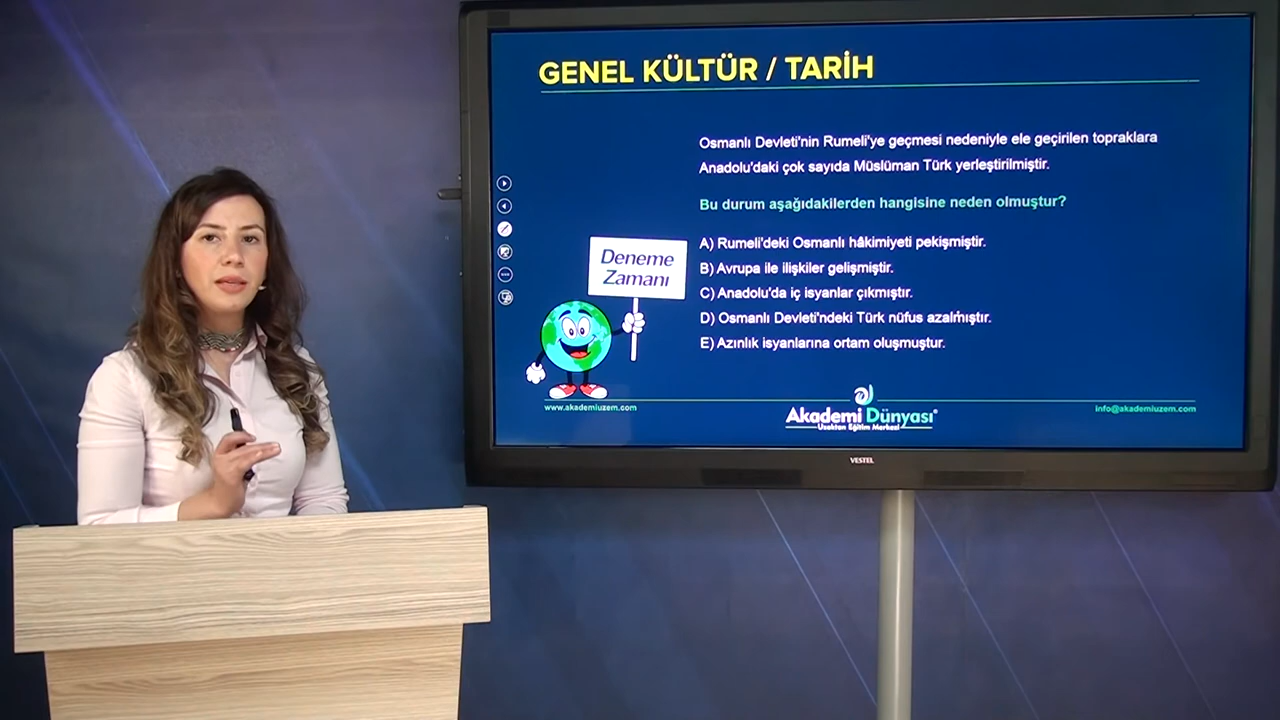 GENEL KÜLTÜR / TARİH
Osmanlı Devleti'nin Rumeli'ye geçmesi nedeniyle ele geçirilen topraklara
Anadolu'daki çok sayıda Müslüman Türk yerleştirilmiştir.
Bu durum aşağıdakilerden hangisine neden olmuştur?
A) Rumeli'deki Osmanlı hâkimiyeti pekişmiştir.
B) Avrupa ile ilişkiler gelişmiştir.
C) Anadolu'da iç isyanlar çıkmıştır.
D) Osmanlı Devleti'ndeki Türk nüfus azalmıştır.
E) Azınlık isyanlarına ortam oluşmuştur.
Deneme
Zamanı
www.akademiuzem.com
Akademi Dünyası
Uzaktan Eğitim Merkezi
info@akademiuzem.com
VESTEL